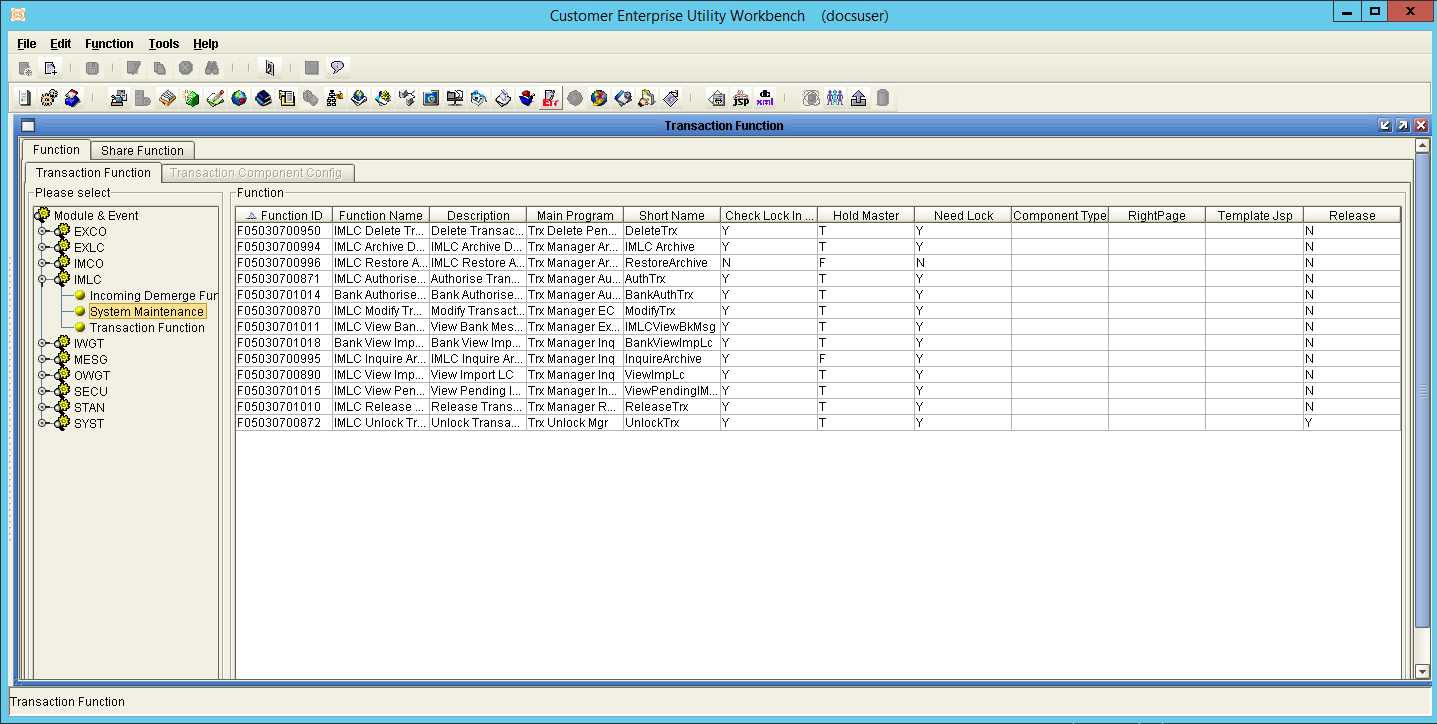 Customer Enterprise Utility Workbench (docsuser)
File Edit Function Tools Help
Transaction Function
Function Share Function
Transaction Function Transaction Component Config
Please select
Module & Event
EXCO
EXLC
IMCO
IMLC
Incoming Demerge Fur
System Maintenance
Transaction Function
IWGT
MESG
OWGT
SECU
STAN
SYST
Function
Function ID Function Name Description Main Program Short Name Check Lock In ... Hold Master Need Lock Component Type RightPage Template Jsp Release
F05030700950 IMLC Delete Tr... Delete Transac... Trx Delete Pen... DeleteTrx Y T Y N
F05030700994 IMLC Archive D... IMLC Archive D... Trx Manager Ar... IMLC Archive Y T Y N
F05030700996 IMLC Restore A... IMLC Restore A... Trx Manager Ar... RestoreArchive N F N N
F05030700871 IMLC Authorise... Authorise Tran... Trx Manager Au... AuthTrx Y T Y N
F05030701014 Bank Authorise... Bank Authorise... Trx Manager Au... BankAuthTrx Y T Y N
F05030700870 IMLC Modify Tr... Modify Transact... Trx Manager EC ModifyTrx Y T Y N
F05030701011 IMLC View Ban... View Bank Mes... Trx Manager Ex... IMLCViewBkMsg Y T Y N
F05030701018 Bank View Imp... Bank View Imp... Trx Manager Inq BankViewImpLc Y T Y N
F05030700995 IMLC Inquire Ar... IMLC Inquire Ar... Trx Manager Inq InquireArchive Y F Y N
F05030700890 IMLC View Imp... View Import LC Trx Manager Inq ViewImpLc Y T Y N
F05030701015 IMLC View Pen... View Pending I... Trx Manager In... ViewPendingIM... Y T Y N
F05030701010 IMLC Release ... Release Trans... Trx Manager R... ReleaseTrx Y T Y N
F05030700872 IMLC Unlock Tr... Unlock Transa... Trx Unlock Mgr UnlockTrx Y T Y Y
Transaction Function